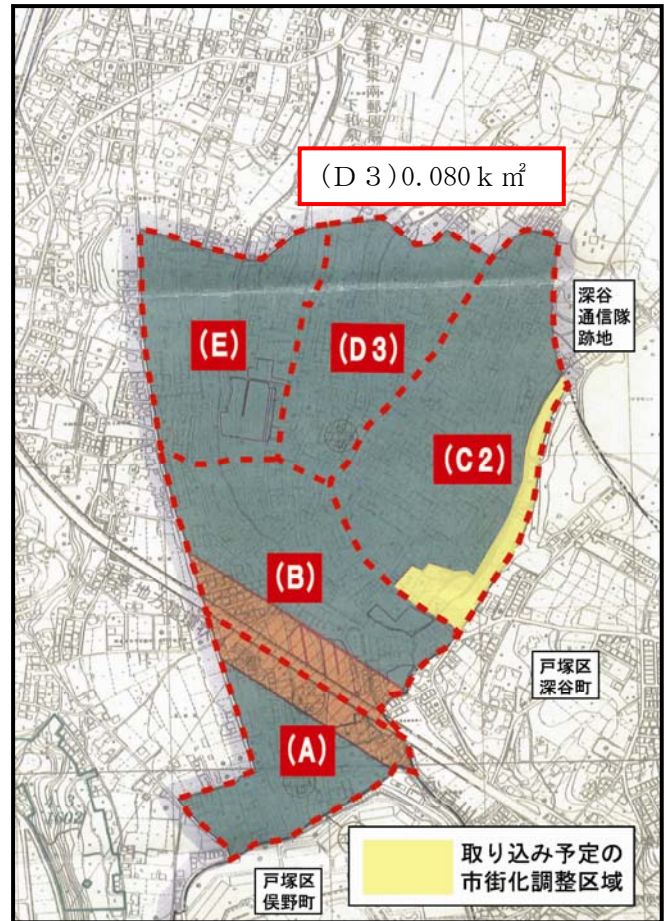 (D3)0.080k㎡
深谷
通信隊
跡地
(E)
(D3)
(C2)
(B)
戸塚区
深谷町
(A)
1602
取り込み予定の
市街化調整区域
戸塚区
俣野町